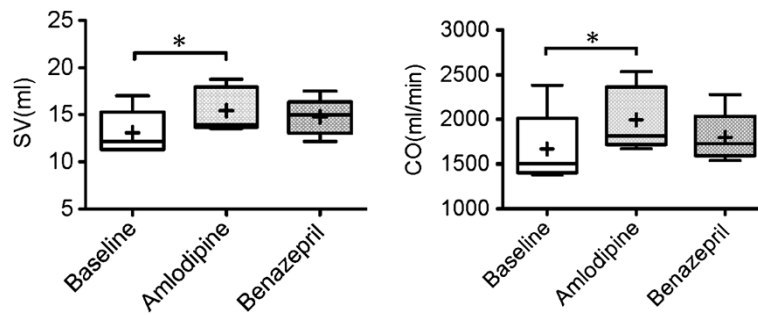 SV(ml)
25
20
15
10
5
*
Baseline
Amlodipine
Benazepril
CO(ml/min)
3000
2500
2000
1500
1000
*
Baseline
Amlodipine
Benazepril